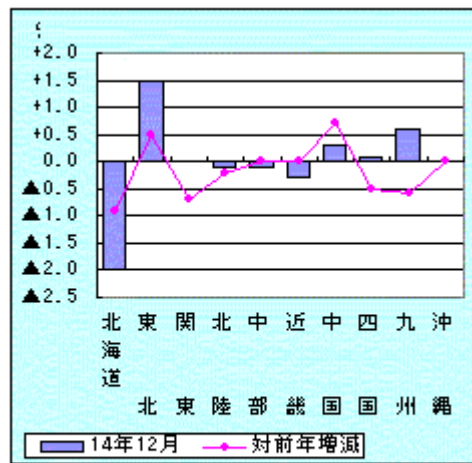 +2.0
+1.5
+1.0
+0.5
0.0
▲0.5
▲1.0
▲1.5
▲2.0
▲2.5
北海道
東北
関東
北陸
中部
近畿
中国
四国
九州
沖縄
14年12月
対前年増減